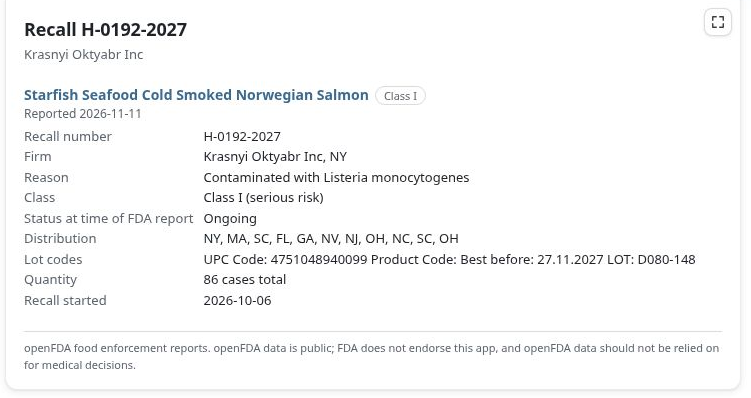 Recall H-0192-2027
Krasnyi Oktyabr Inc
Starfish Seafood Cold Smoked Norwegian Salmon Class I
Reported 2026-11-11
Recall number H-0192-2027
Firm Krasnyi Oktyabr Inc, NY
Reason Contaminated with Listeria monocytogenes
Class Class I (serious risk)
Status at time of FDA report Ongoing
Distribution NY, MA, SC, FL, GA, NV, NJ, OH, NC, SC, OH
Lot codes UPC Code: 4751048940099 Product Code: Best before: 27.11.2027 LOT: D080-148
Quantity 86 cases total
Recall started 2026-10-06
openFDA food enforcement reports. openFDA data is public; FDA does not endorse this app, and openFDA data should not be relied on
for medical decisions.